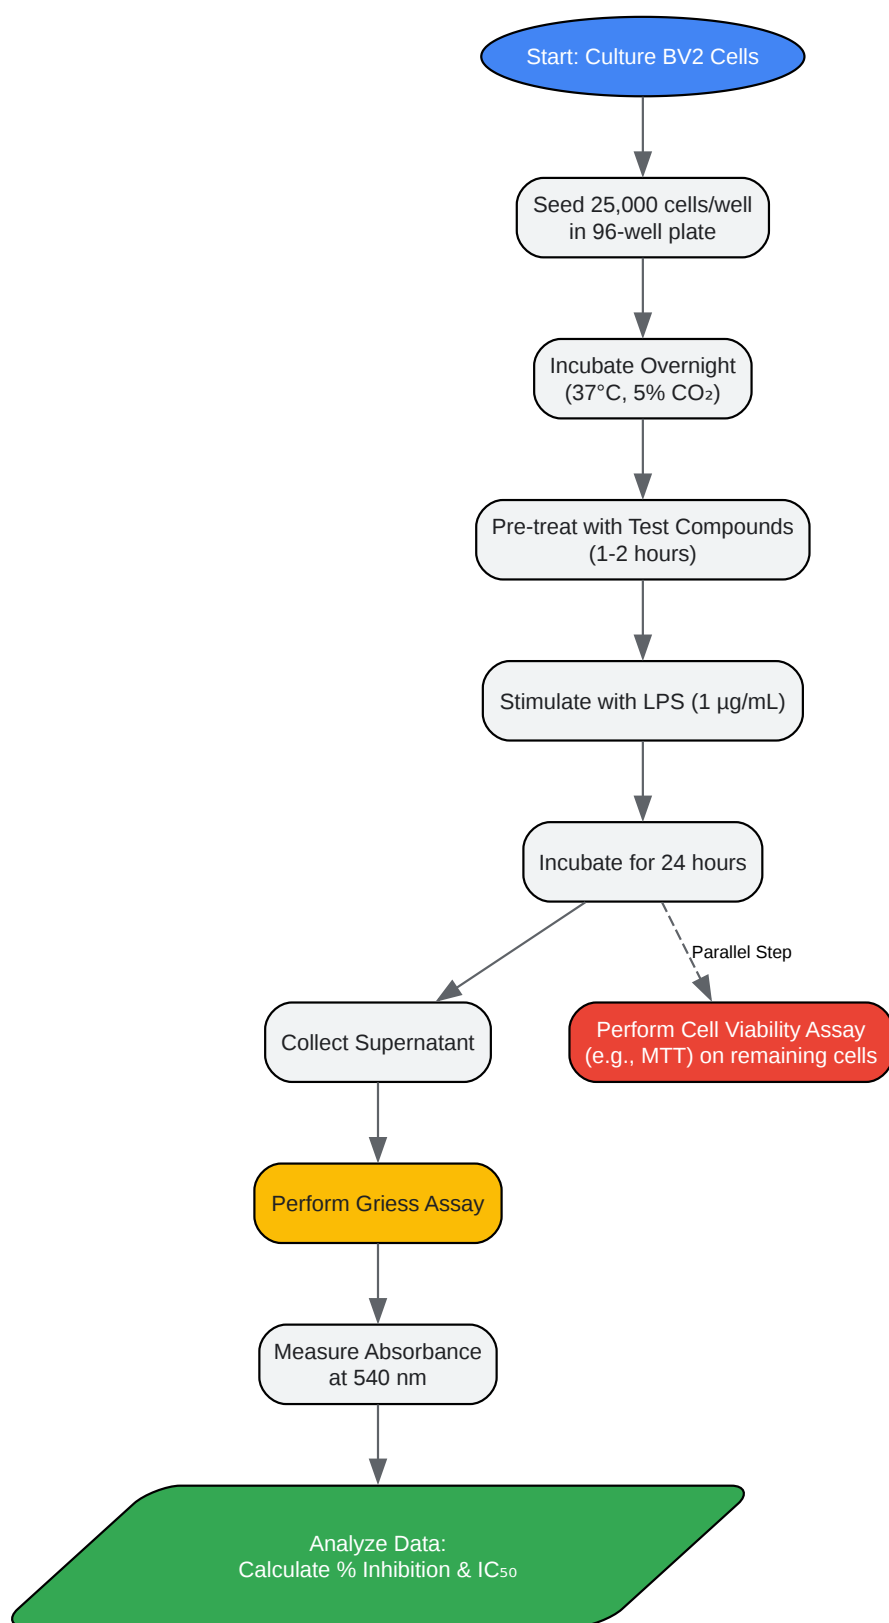 Start: Culture BV2 Cells
Seed 25,000 cells/well
in 96-well plate
Incubate Overnight
(37°C, 5% CO₂)
Pre-treat with Test Compounds
(1-2 hours)
Stimulate with LPS (1 µg/mL)
Incubate for 24 hours
Parallel Step
Collect Supernatant
Perform Cell Viability Assay
(e.g., MTT) on remaining cells
Perform Griess Assay
Measure Absorbance
at 540 nm
Analyze Data:
Calculate % Inhibition & IC₅₀